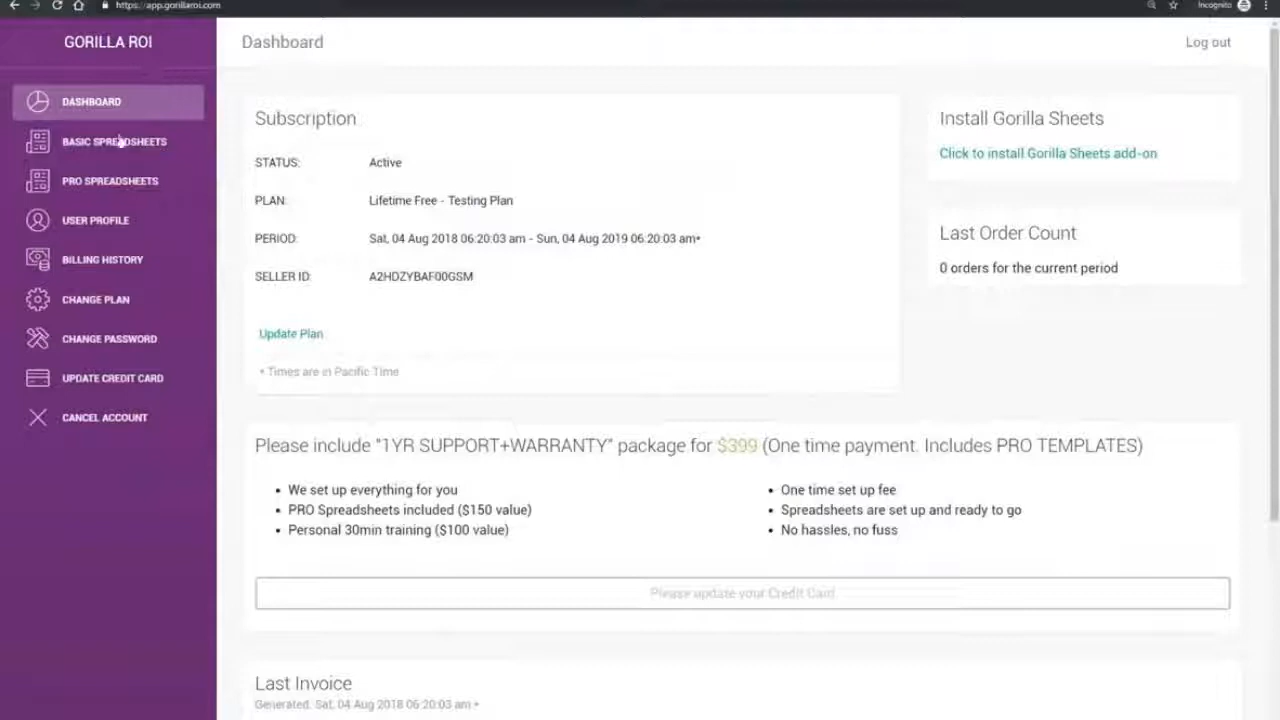 https://app.gorillaroi.com
Incognito
GORILLA ROI
Dashboard
Log out
DASHBOARD
BASIC SPREADSHEETS
PRO SPREADSHEETS
USER PROFILE
BILLING HISTORY
CHANGE PLAN
CHANGE PASSWORD
UPDATE CREDIT CARD
CANCEL ACCOUNT
Subscription
STATUS: Active
PLAN: Lifetime Free - Testing Plan
PERIOD: Sat, 04 Aug 2018 06:20:03 am - Sun, 04 Aug 2019 06:20:03 am*
SELLER ID: A2HDZYBAF00GSM
Update Plan
* Times are in Pacific Time
Install Gorilla Sheets
Click to install Gorilla Sheets add-on
Last Order Count
0 orders for the current period
Please include "1YR SUPPORT+WARRANTY" package for $399 (One time payment. Includes PRO TEMPLATES)
• We set up everything for you
• PRO Spreadsheets included ($150 value)
• Personal 30min training ($100 value)
• One time set up fee
• Spreadsheets are set up and ready to go
• No hassles, no fuss
Please update your Credit Card
Last Invoice
Generated: Sat, 04 Aug 2018 06:20:03 am *